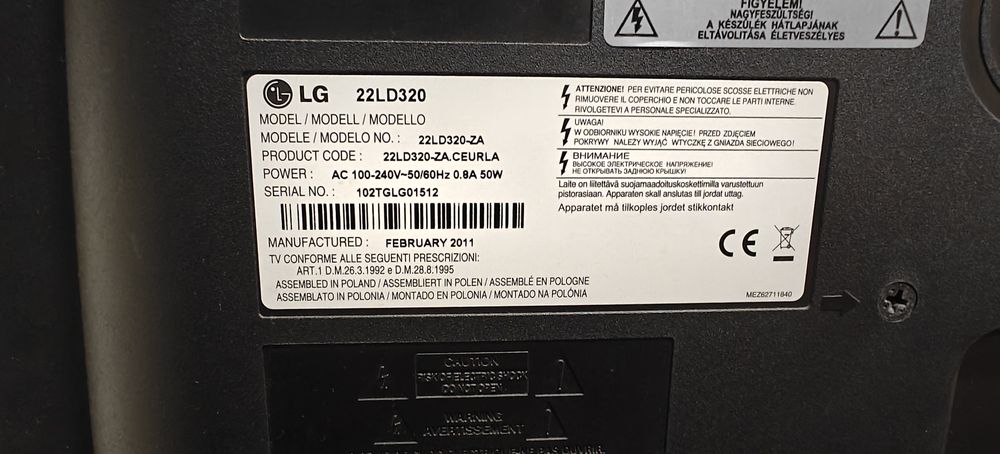 FIGYELEM!
NAGYFESZÜLTSÉG!
A KÉSZÜLÉK HÁTLAPJÁNAK
ELTÁVOLÍTÁSA ÉLETVESZÉLYES
LG 22LD320
MODEL / MODELL / MODELLO
MODELE / MODELO NO. : 22LD320-ZA
PRODUCT CODE : 22LD320-ZA.CEURLA
POWER : AC 100-240V~50/60Hz 0.8A 50W
SERIAL NO. : 102TGLG01512
MANUFACTURED : FEBRUARY 2011
TV CONFORME ALLE SEGUENTI PRESCRIZIONI:
ART.1 D.M.26.3.1992 e D.M.28.8.1995
ASSEMBLED IN POLAND / ASSEMBLIERT IN POLEN / ASSEMBLÉ EN POLOGNE
ASSEMBLATO IN POLONIA / MONTADO EN POLONIA / MONTADO NA POLÓNIA
ATTENZIONE! PER EVITARE PERICOLOSE SCOSSE ELETTRICHE NON
RIMUOVERE IL COPERCHIO E NON TOCCARE LE PARTI INTERNE.
RIVOLGETEVI A PERSONALE SPECIALIZZATO.
UWAGA!
W ODBIORNIKU WYSOKIE NAPIĘCIE! PRZED ZDJĘCIEM
POKRYWY NALEŻY WYJĄĆ WTYCZKĘ Z GNIAZDA SIECIOWEGO!
ВНИМАНИЕ
ВЫСОКОЕ ЭЛЕКТРИЧЕСКОЕ НАПРЯЖЕНИЕ!
НЕ ОТКРЫВАТЬ ЗАДНЮЮ КРЫШКУ!
Laite on liitettävä suojamaadoituskoskettimilla varustettuun
pistorasiaan. Apparaten skall anslutas till jordat uttag.
Apparatet må tilkoples jordet stikkontakt
CE
MEZ62711840
CAUTION
RISK OF ELECTRIC SHOCK
DO NOT OPEN
WARNING
AVERTISSEMENT
NE PAS OUVRIR.